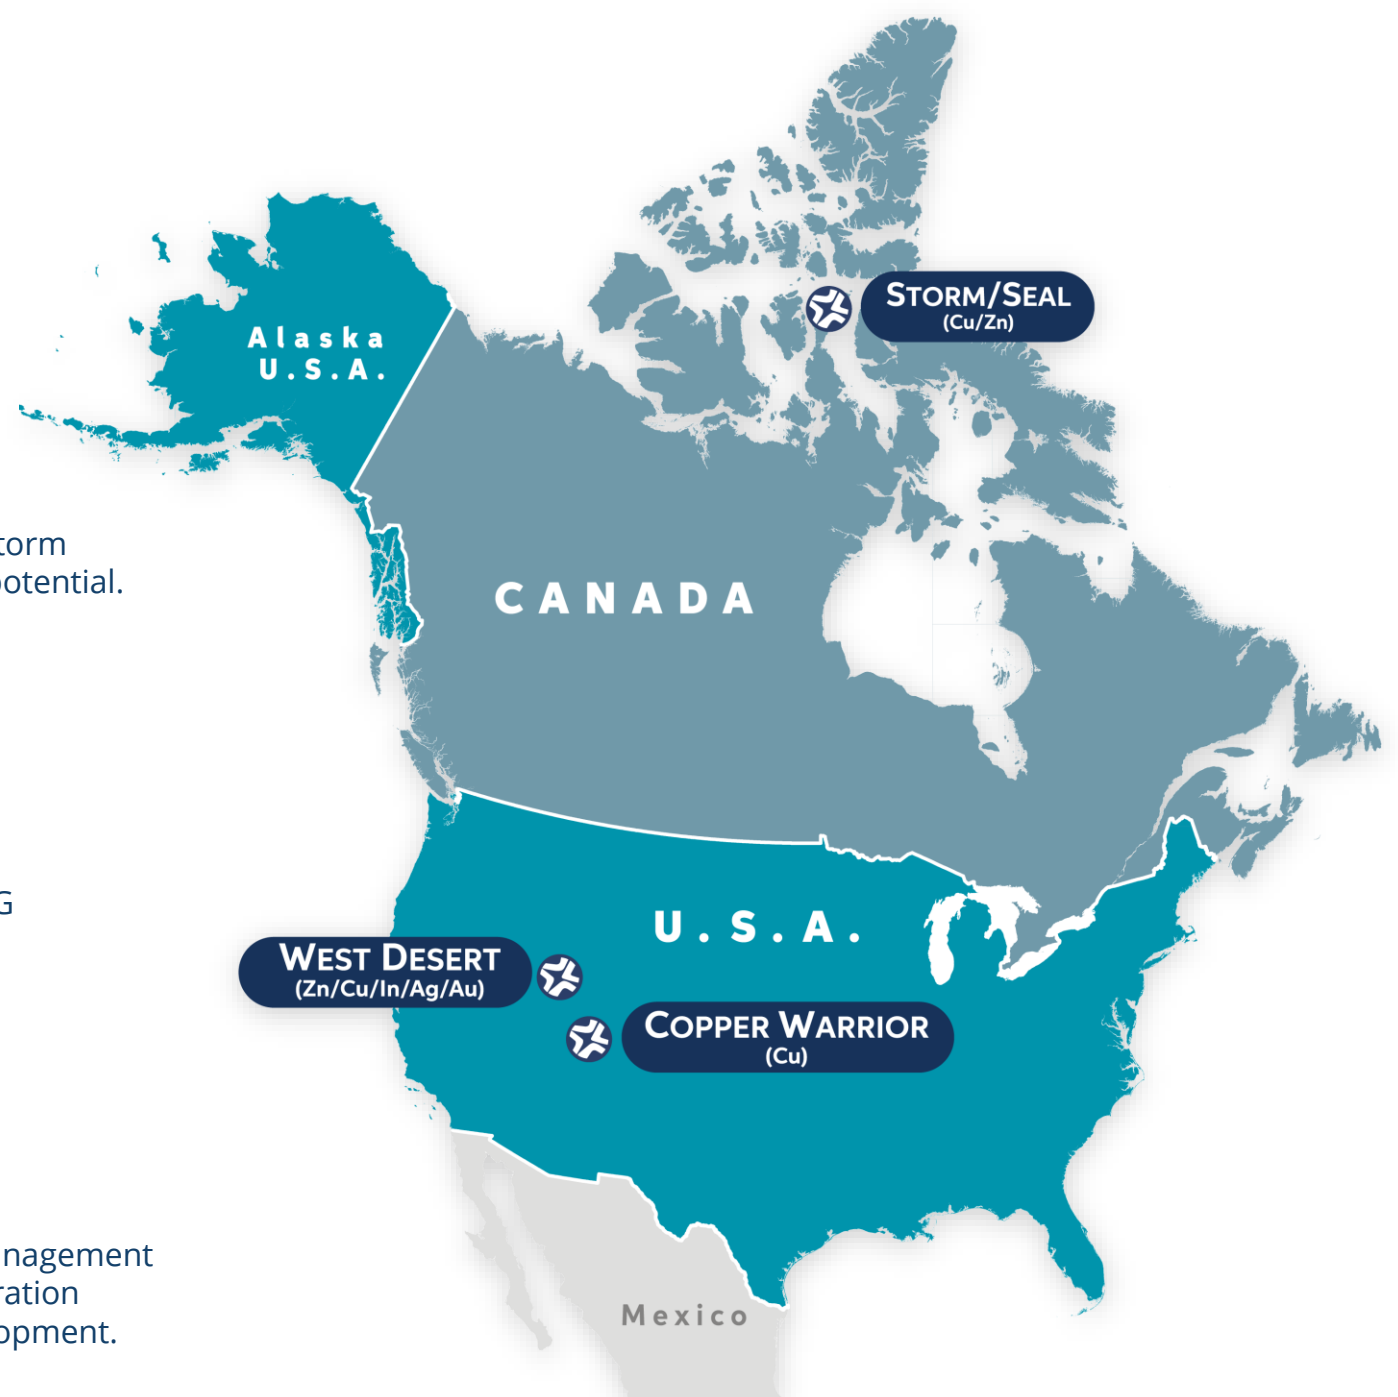 STORM/SEAL
(Cu/Zn)
Alaska
U.S.A.
torm
potential.
CANADA
G
U.S.A.
WEST DESERT
(Zn/Cu/In/Ag/Au)
COPPER WARRIOR
(Cu)
nagement
ration
opment.
Mexico